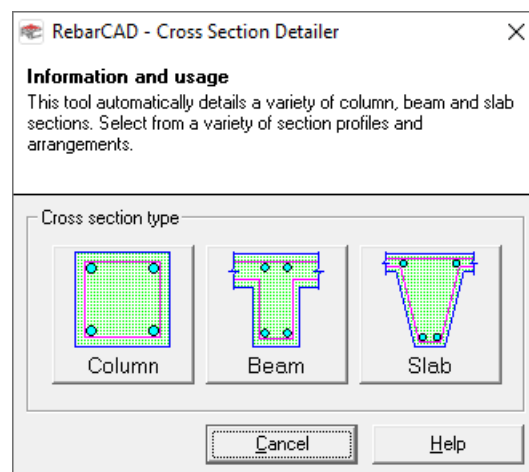 RebarCAD - Cross Section Detailer
Information and usage
This tool automatically details a variety of column, beam and slab
sections. Select from a variety of section profiles and
arrangements.
Cross section type
Column Beam Slab
Cancel Help